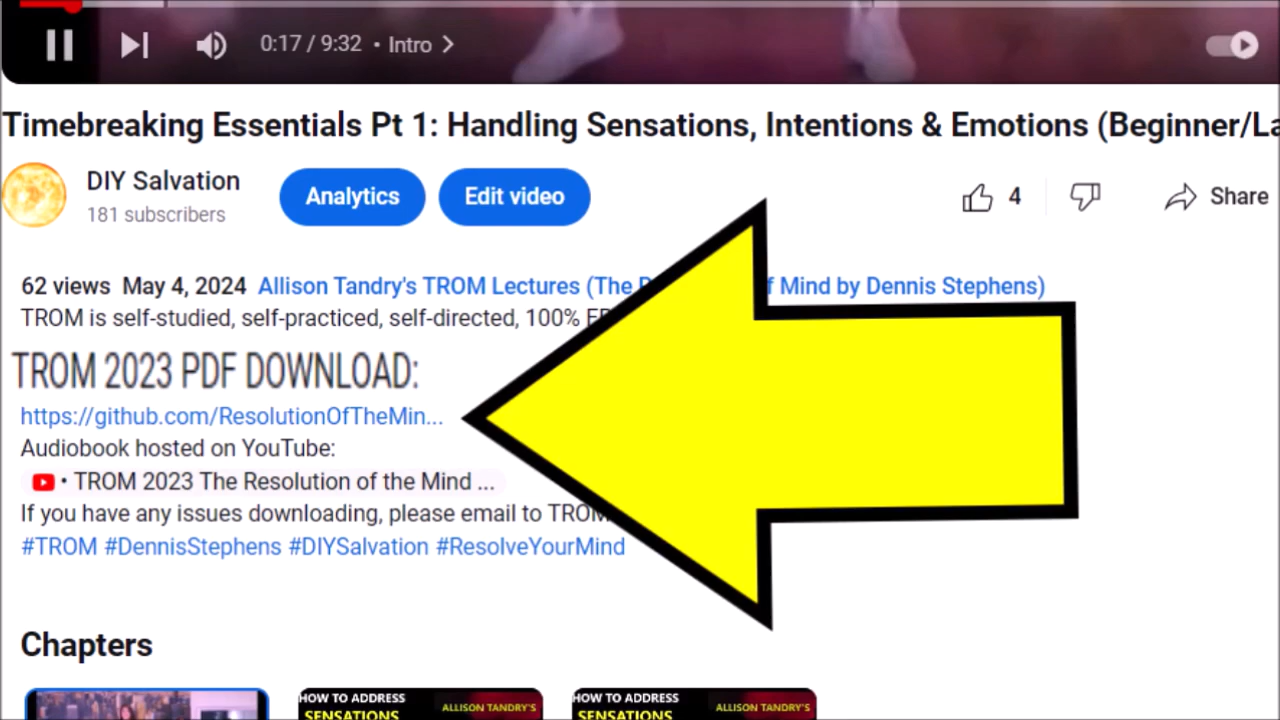 0:17 / 9:32 • Intro
Timebreaking Essentials Pt 1: Handling Sensations, Intentions & Emotions (Beginner/La
DIY Salvation
181 subscribers
Analytics
Edit video
4
Share
62 views May 4, 2024 Allison Tandry's TROM Lectures (The f Mind by Dennis Stephens)
TROM is self-studied, self-practiced, self-directed, 100%
TROM 2023 PDF DOWNLOAD:
https://github.com/ResolutionOfTheMin...
Audiobook hosted on YouTube:
• TROM 2023 The Resolution of the Mind ...
If you have any issues downloading, please email to TROM
#TROM #DennisStephens #DIYSalvation #ResolveYourMind
Chapters
HOW TO ADDRESS
SENSATIONS
ALLISON TANDRY'S
HOW TO ADDRESS
SENSATIONS
ALLISON TANDRY'S